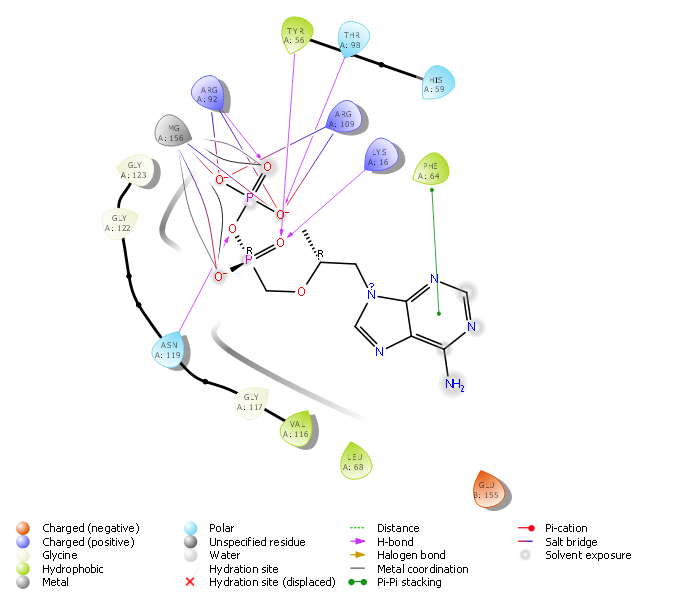 TYR
A: 56
THR
A: 98
HIS
A: 59
ARG
A: 92
ARG
A: 109
MG
A: 156
LYS
A: 16
PHE
A: 64
GLY
A: 123
GLY
A: 122
O
O⁻
P
O⁻
O
R
P
O
O⁻
R
O
?
N
N
N
N
NH₂
ASN
A: 119
GLY
A: 117
VAL
A: 116
LEU
A: 68
GLU
B: 155
Charged (negative)
Charged (positive)
Glycine
Hydrophobic
Metal
Polar
Unspecified residue
Water
Hydration site
Hydration site (displaced)
Distance
H-bond
Halogen bond
Metal coordination
Pi-Pi stacking
Pi-cation
Salt bridge
Solvent exposure